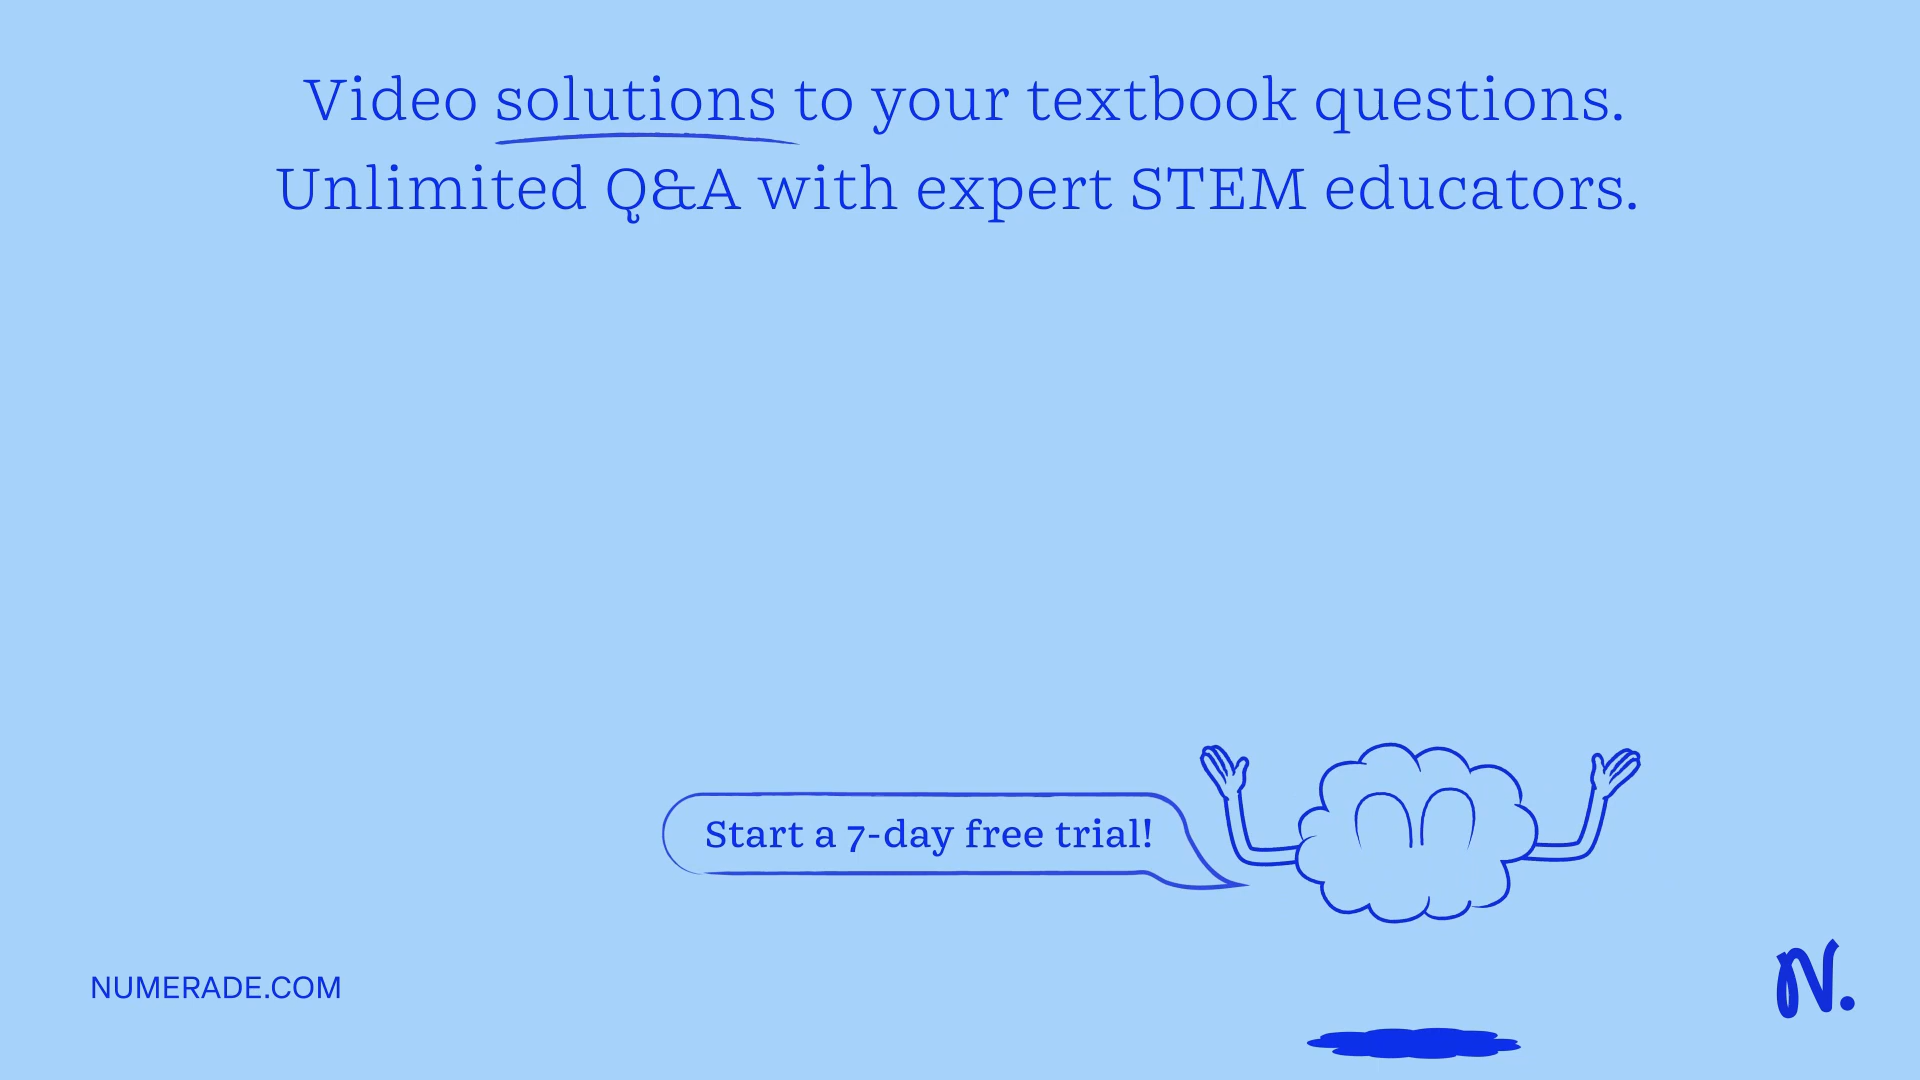 Video solutions to your textbook questions.
Unlimited Q&A with expert STEM educators.
Start a 7-day free trial!
NUMERADE.COM
N.